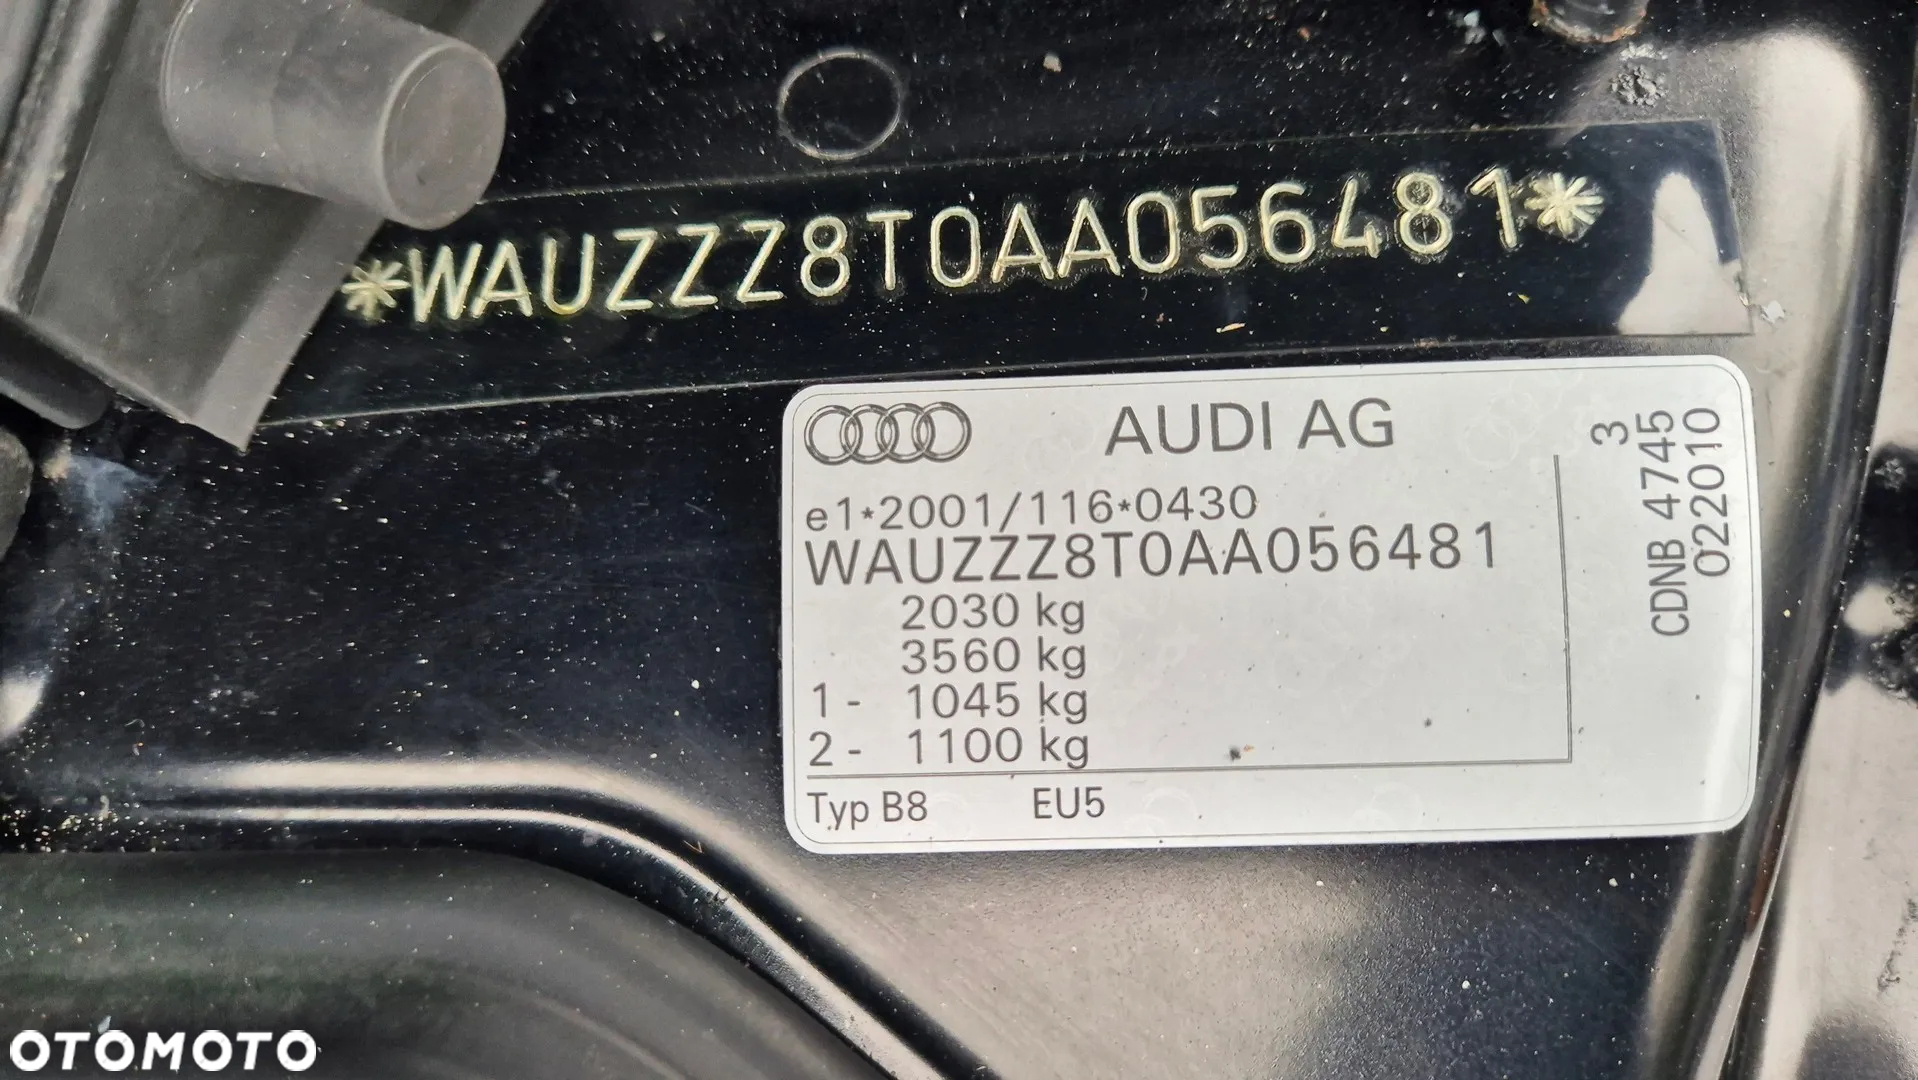 *WAUZZZ8T0AA056481*
AUDI AG
e1*2001/116*0430
WAUZZZ8T0AA056481
2030 kg
3560 kg
1- 1045 kg
2- 1100 kg
Typ B8 EU5
3
CDNB 4745
022010
OTOMOTO